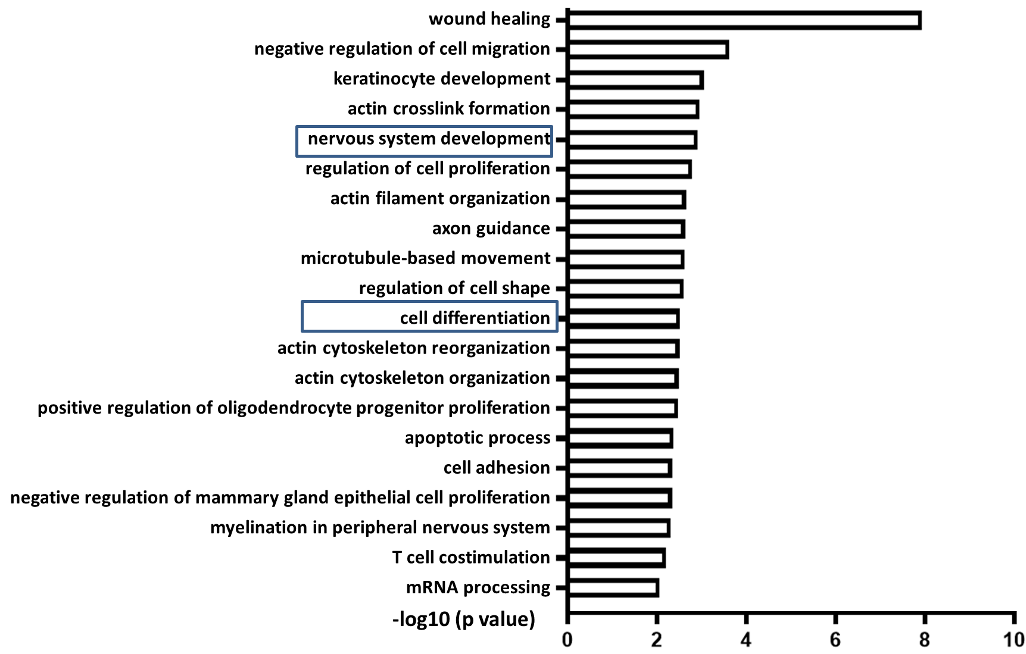 wound healing
negative regulation of cell migration
keratinocyte development
actin crosslink formation
nervous system development
regulation of cell proliferation
actin filament organization
axon guidance
microtubule-based movement
regulation of cell shape
cell differentiation
actin cytoskeleton reorganization
actin cytoskeleton organization
positive regulation of oligodendrocyte progenitor proliferation
apoptotic process
cell adhesion
negative regulation of mammary gland epithelial cell proliferation
myelination in peripheral nervous system
T cell costimulation
mRNA processing
-log10 (p value)
0 2 4 6 8 10